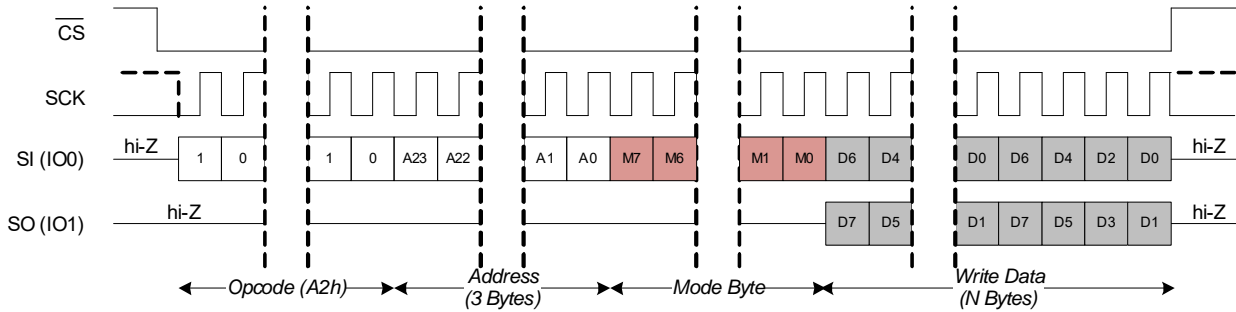 CS
SCK
hi-Z
SI (IO0)
1 0 1 0 A23 A22 A1 A0 M7 M6 M1 M0 D6 D4 D0 D6 D4 D2 D0
hi-Z
SO (IO1)
hi-Z
D7 D5 D1 D7 D5 D3 D1
hi-Z
Opcode (A2h)
Address
(3 Bytes)
Mode Byte
Write Data
(N Bytes)